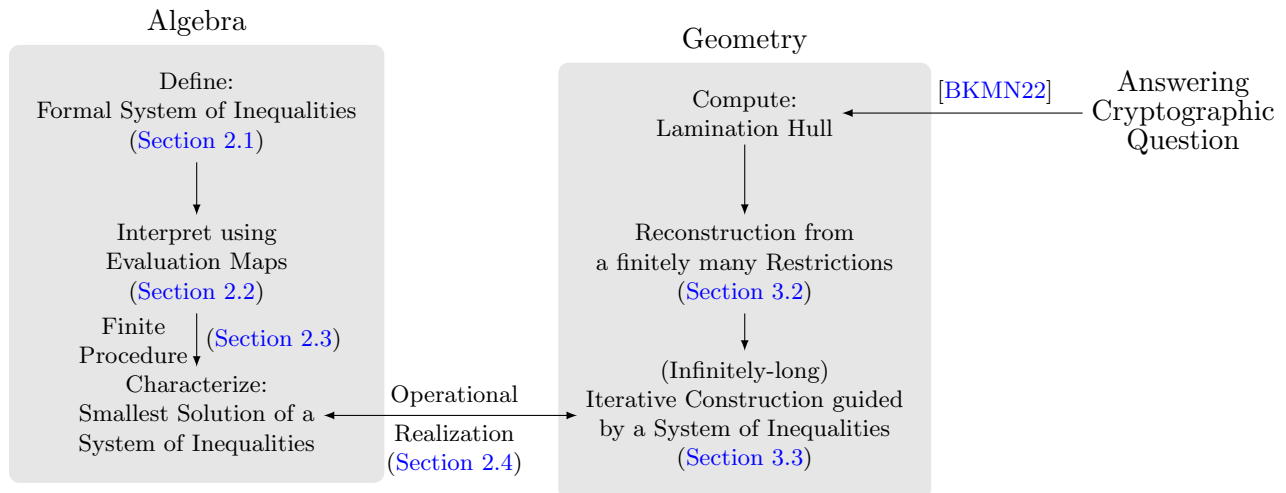 Algebra
Define:
Formal System of Inequalities
(Section 2.1)
Interpret using
Evaluation Maps
(Section 2.2)
Finite
Procedure
(Section 2.3)
Characterize:
Smallest Solution of a
System of Inequalities
Operational
Realization
(Section 2.4)
Geometry
Compute:
Lamination Hull
Reconstruction from
a finitely many Restrictions
(Section 3.2)
(Infinitely-long)
Iterative Construction guided
by a System of Inequalities
(Section 3.3)
[BKMN22]
Answering
Cryptographic
Question